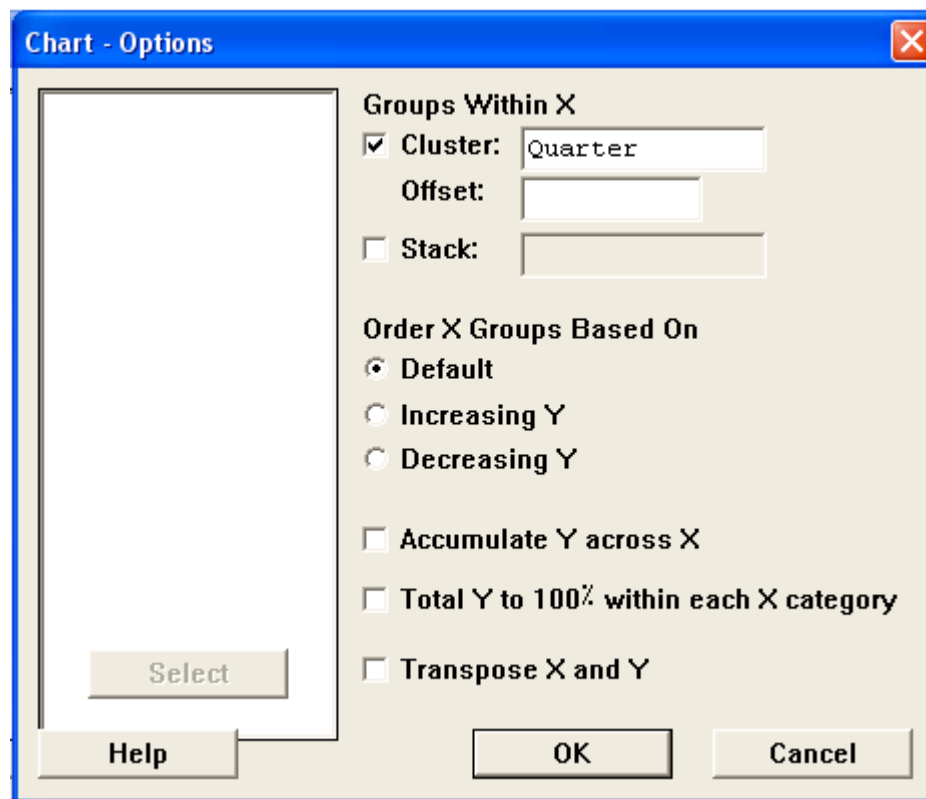 Chart - Options
Groups Within X
Cluster: Quarter
Offset:
Stack:
Order X Groups Based On
Default
Increasing Y
Decreasing Y
Accumulate Y across X
Total Y to 100% within each X category
Transpose X and Y
Select
Help
OK
Cancel